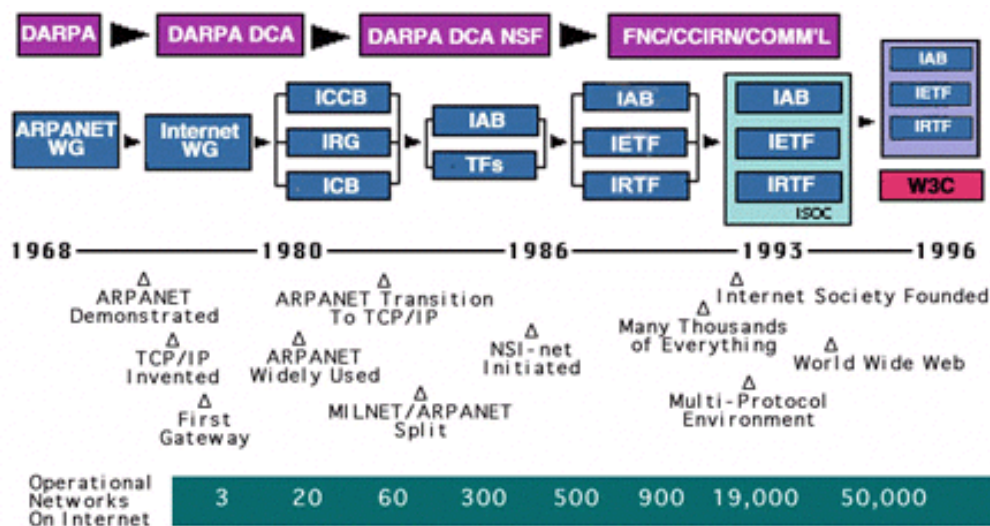 DARPA
DARPA DCA
DARPA DCA NSF
FNC/CCIRN/COMM'L
ARPANET
WG
Internet
WG
ICCB
IRG
ICB
IAB
TFs
IAB
IETF
IRTF
IAB
IETF
IRTF
ISOC
IAB
IETF
IRTF
W3C
1968
1980
1986
1993
1996
ARPANET
Demonstrated
TCP/IP
Invented
First
Gateway
ARPANET Transition
To TCP/IP
ARPANET
Widely Used
MILNET/ARPANET
Split
NSI-net
Initiated
Internet Society Founded
Many Thousands
of Everything
World Wide Web
Multi-Protocol
Environment
Operational
Networks
On Internet
3 20 60 300 500 900 19,000 50,000